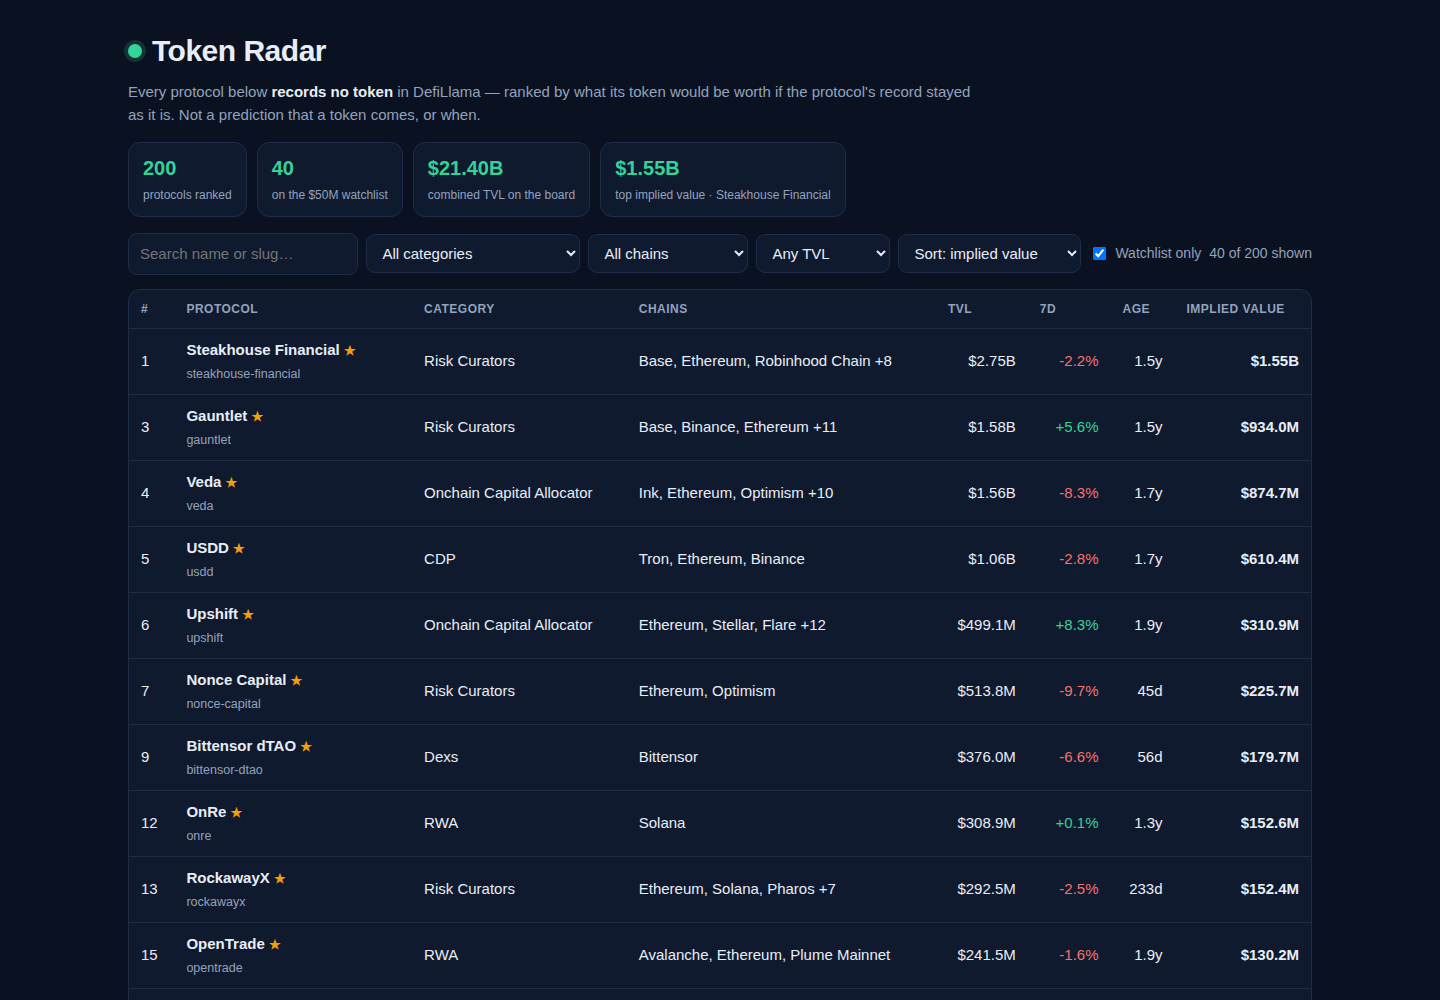 Token Radar
Every protocol below records no token in DefiLlama — ranked by what its token would be worth if the protocol's record stayed
as it is. Not a prediction that a token comes, or when.
200 40 $21.40B $1.55B
protocols ranked on the $50M watchlist combined TVL on the board top implied value · Steakhouse Financial
Search name or slug… All categories All chains Any TVL Sort: implied value Watchlist only 40 of 200 shown
# PROTOCOL CATEGORY CHAINS TVL 7D AGE IMPLIED VALUE
1 Steakhouse Financial ★ Risk Curators Base, Ethereum, Robinhood Chain +8 $2.75B -2.2% 1.5y $1.55B
steakhouse-financial
3 Gauntlet ★ Risk Curators Base, Binance, Ethereum +11 $1.58B +5.6% 1.5y $934.0M
gauntlet
4 Veda ★ Onchain Capital Allocator Ink, Ethereum, Optimism +10 $1.56B -8.3% 1.7y $874.7M
veda
5 USDD ★ CDP Tron, Ethereum, Binance $1.06B -2.8% 1.7y $610.4M
usdd
6 Upshift ★ Onchain Capital Allocator Ethereum, Stellar, Flare +12 $499.1M +8.3% 1.9y $310.9M
upshift
7 Nonce Capital ★ Risk Curators Ethereum, Optimism $513.8M -9.7% 45d $225.7M
nonce-capital
9 Bittensor dTAO ★ Dexs Bittensor $376.0M -6.6% 56d $179.7M
bittensor-dtao
12 OnRe ★ RWA Solana $308.9M +0.1% 1.3y $152.6M
onre
13 RockawayX ★ Risk Curators Ethereum, Solana, Pharos +7 $292.5M -2.5% 233d $152.4M
rockawayx
15 OpenTrade ★ RWA Avalanche, Ethereum, Plume Mainnet $241.5M -1.6% 1.9y $130.2M
opentrade